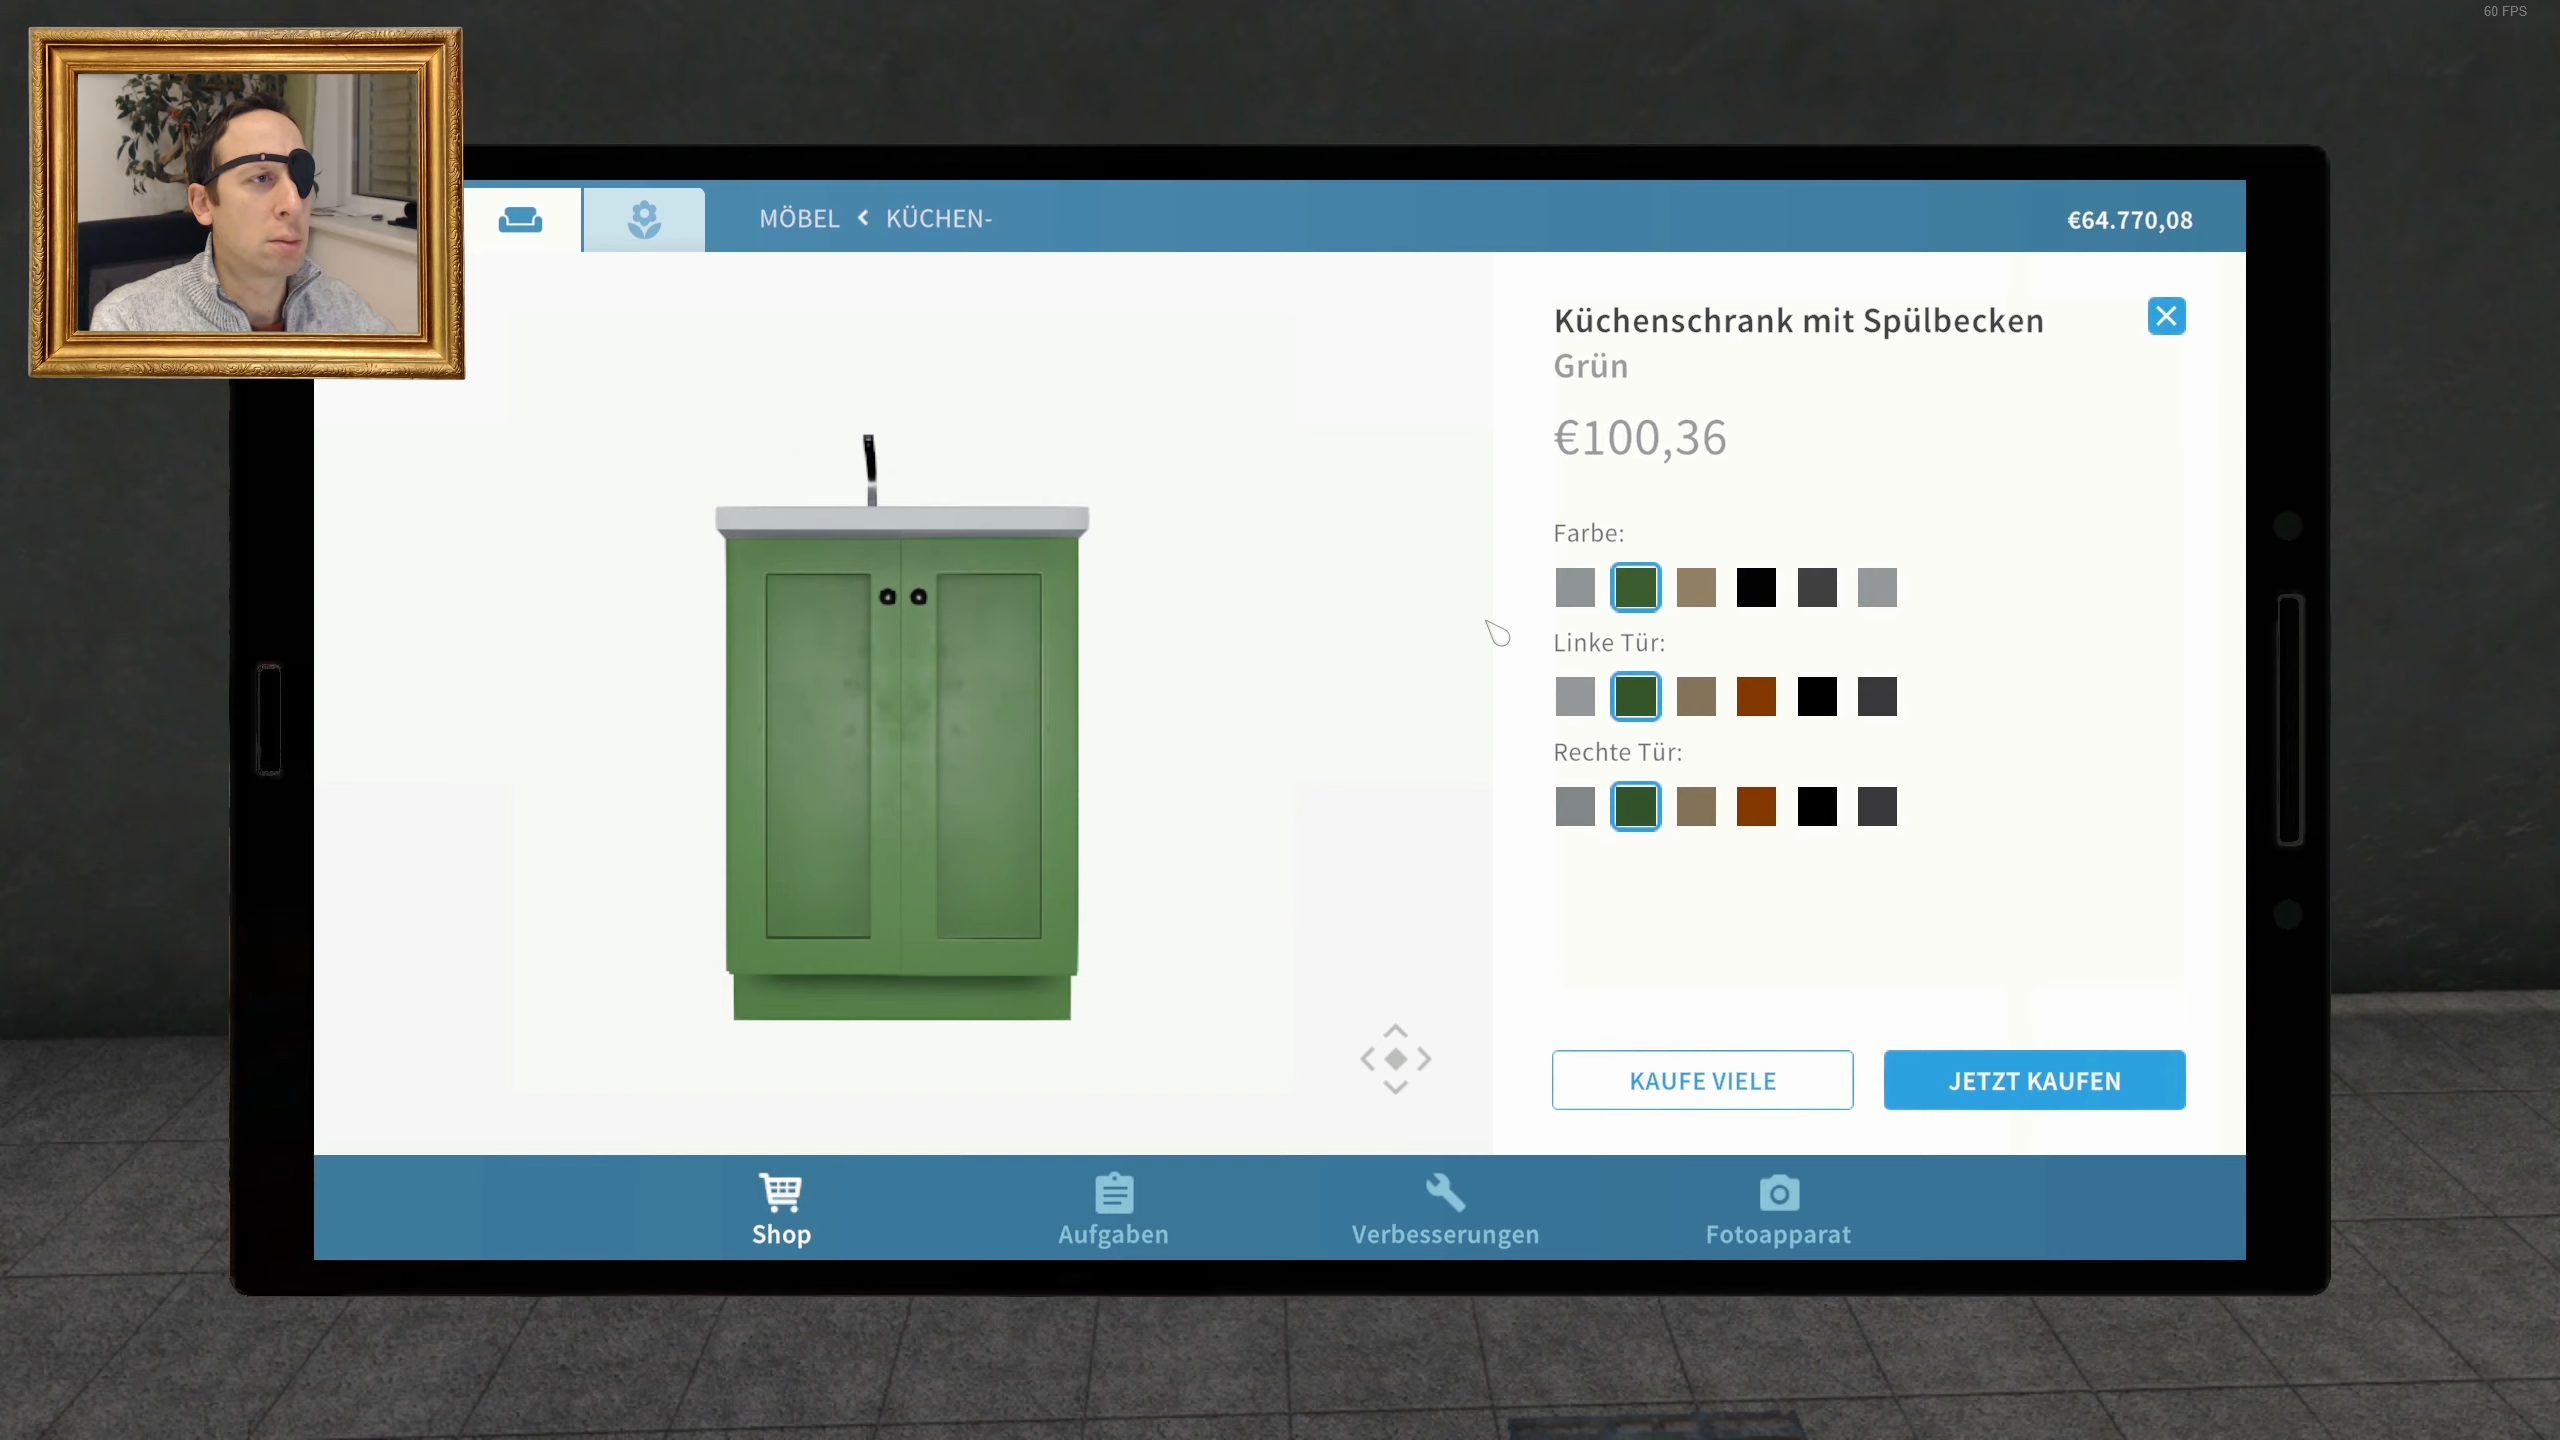 60 FPS
MÖBEL < KÜCHEN-
€64.770,08
Küchenschrank mit Spülbecken
Grün
€100,36
Farbe:
Linke Tür:
Rechte Tür:
KAUFE VIELE
JETZT KAUFEN
Shop
Aufgaben
Verbesserungen
Fotoapparat